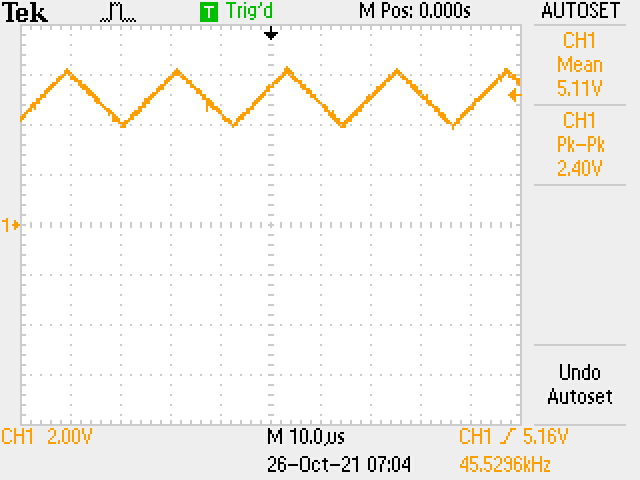 Tek T Trig'd M Pos: 0.000s AUTOSET
CH1
Mean
5.11V
CH1
Pk-Pk
2.40V
1
Undo
Autoset
CH1 2.00V M 10.0µs CH1 5.16V
26-Oct-21 07:04 45.5296kHz